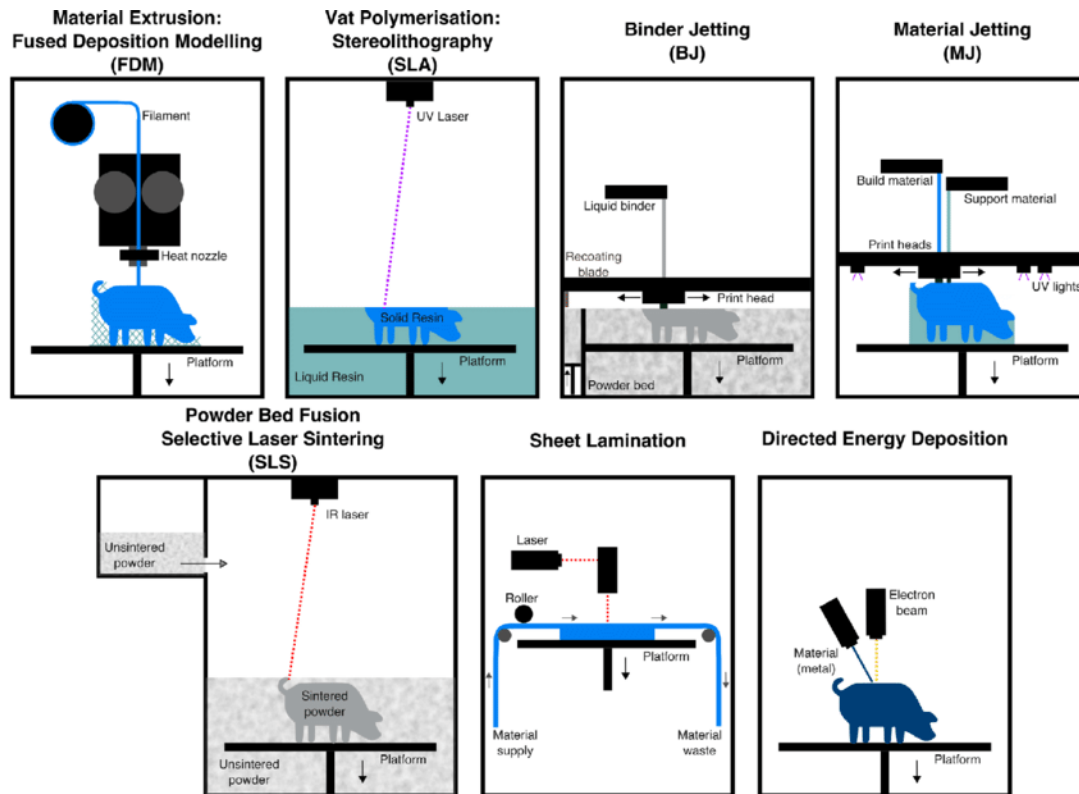 Material Extrusion:
Fused Deposition Modelling
(FDM)
Filament
Heat nozzle
Platform
Vat Polymerisation:
Stereolithography
(SLA)
UV Laser
Solid Resin
Platform
Liquid Resin
Binder Jetting
(BJ)
Liquid binder
Recoating
blade
Print head
Platform
Powder bed
Material Jetting
(MJ)
Build material
Support material
Print heads
UV lights
Platform
Powder Bed Fusion
Selective Laser Sintering
(SLS)
IR laser
Unsintered
powder
Sintered
powder
Platform
Unsintered
powder
Sheet Lamination
Laser
Roller
Platform
Material
supply
Material
waste
Directed Energy Deposition
Electron
beam
Material
(metal)
Platform